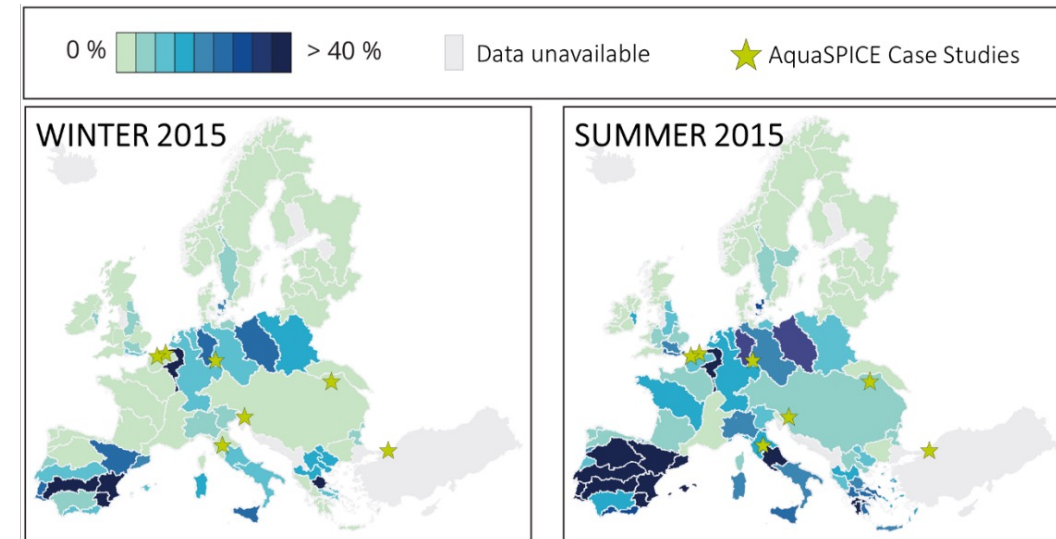 0 % > 40 % Data unavailable AquaSPICE Case Studies
WINTER 2015 SUMMER 2015